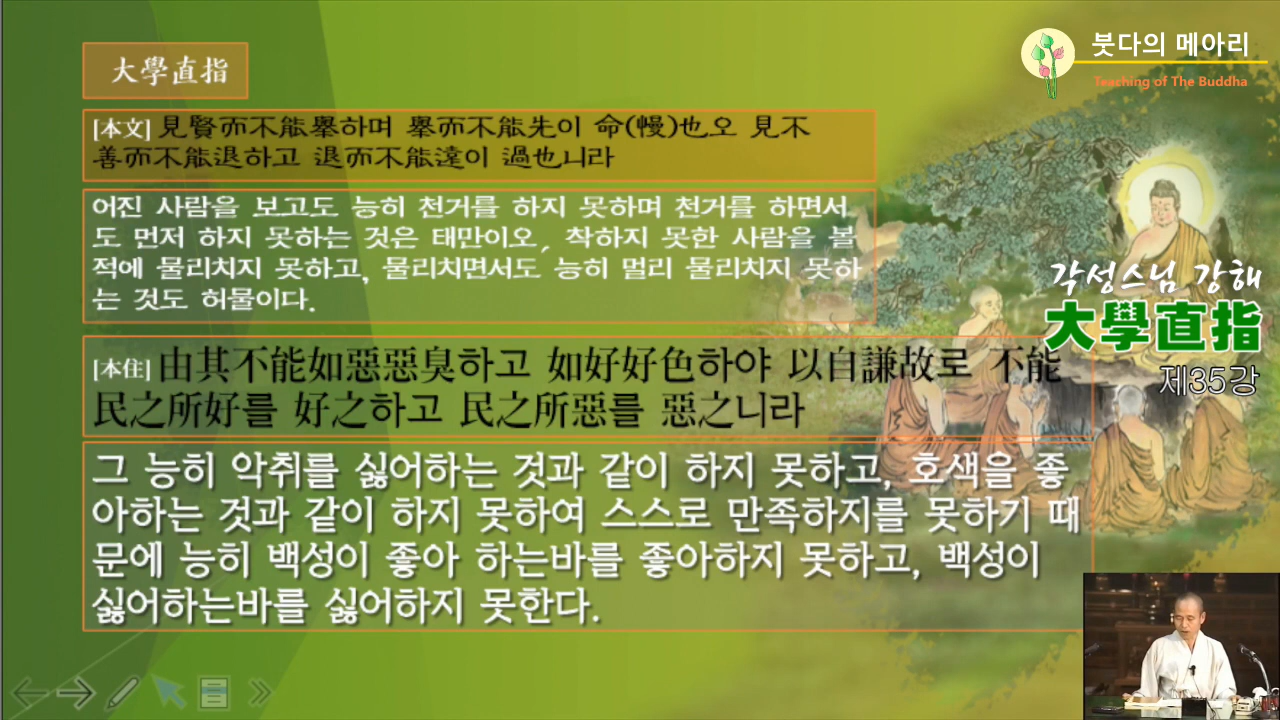 大學直指
붓다의 메아리
Teaching of The Buddha
[本文] 見賢而不能擧하며 擧而不能先이 命(慢)也오 見不
善而不能退하고 退而不能遠이 過也니라
어진 사람을 보고도 능히 천거를 하지 못하며 천거를 하면서
도 먼저 하지 못하는 것은 태만이오, 착하지 못한 사람을 볼
적에 물리치지 못하고, 물리치면서도 능히 멀리 물리치지 못하
는 것도 허물이다.
각성스님 강해
大學直指
제35강
[本住] 由其不能如惡惡臭하고 如好好色하야 以自謙故로 不能
民之所好를 好之하고 民之所惡를 惡之니라
그 능히 악취를 싫어하는 것과 같이 하지 못하고, 호색을 좋
아하는 것과 같이 하지 못하여 스스로 만족하지를 못하기 때
문에 능히 백성이 좋아 하는바를 좋아하지 못하고, 백성이
싫어하는바를 싫어하지 못한다.